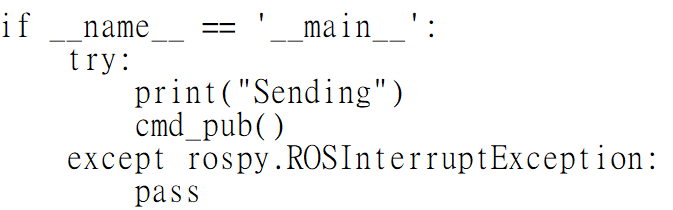 if __name__ == '__main__':
    try:
        print("Sending")
        cmd_pub()
    except rospy.ROSInterruptException:
        pass